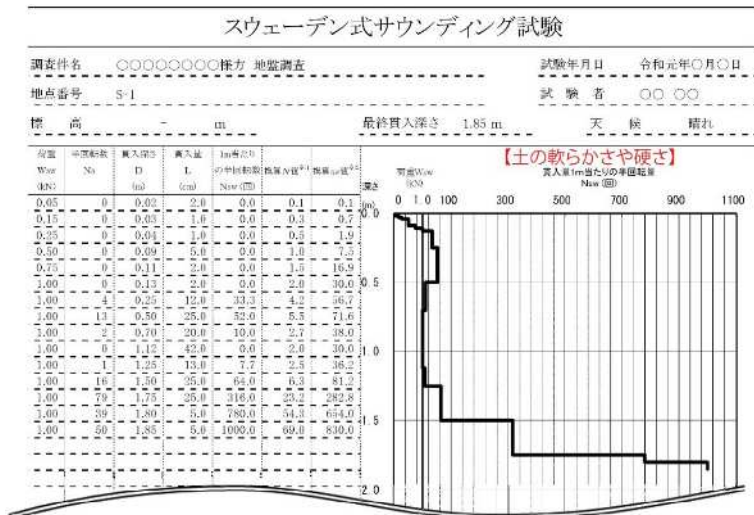 スウェーデン式サウンディング試験
調査件名 〇〇〇〇〇〇〇〇様方 地盤調査 試験年月日 令和元年〇月〇日
地点番号 S-1 試験者 〇〇 〇〇
標高 - m 最終貫入深さ 1.85 m 天候 晴れ
【土の軟らかさや硬さ】
荷重 半回転数 貫入深さ 貫入量 1m当たり
Wsw Na D L の半回転数 換算N値 換算
(kN) (m) (cm) Nsw(回)
0.05 0 0.02 2.0 0.0 0.1 0.1
0.15 0 0.03 1.0 0.0 0.3 0.7
0.25 0 0.04 1.0 0.0 0.5 1.9
0.50 0 0.09 5.0 0.0 1.0 7.5
0.75 0 0.11 2.0 0.0 1.5 16.9
1.00 0 0.13 2.0 0.0 2.0 30.0
1.00 4 0.25 12.0 33.3 4.2 56.7
1.00 13 0.50 25.0 52.0 5.5 71.6
1.00 2 0.70 20.0 10.0 2.7 38.0
1.00 0 1.12 42.0 0.0 2.0 30.0
1.00 1 1.25 13.0 7.7 2.5 36.2
1.00 16 1.50 25.0 64.0 6.3 81.2
1.00 79 1.75 25.0 316.0 23.2 282.8
1.00 39 1.80 5.0 780.0 54.3 654.0
1.00 50 1.85 5.0 1000.0 69.0 830.0
深さ
(m)
荷重Wsw
(kN)
貫入量1m当たりの半回転量
Nsw(回)
0 1.0 100 300 500 700 900 1100
0.0
0.5
1.0
1.5
2.0